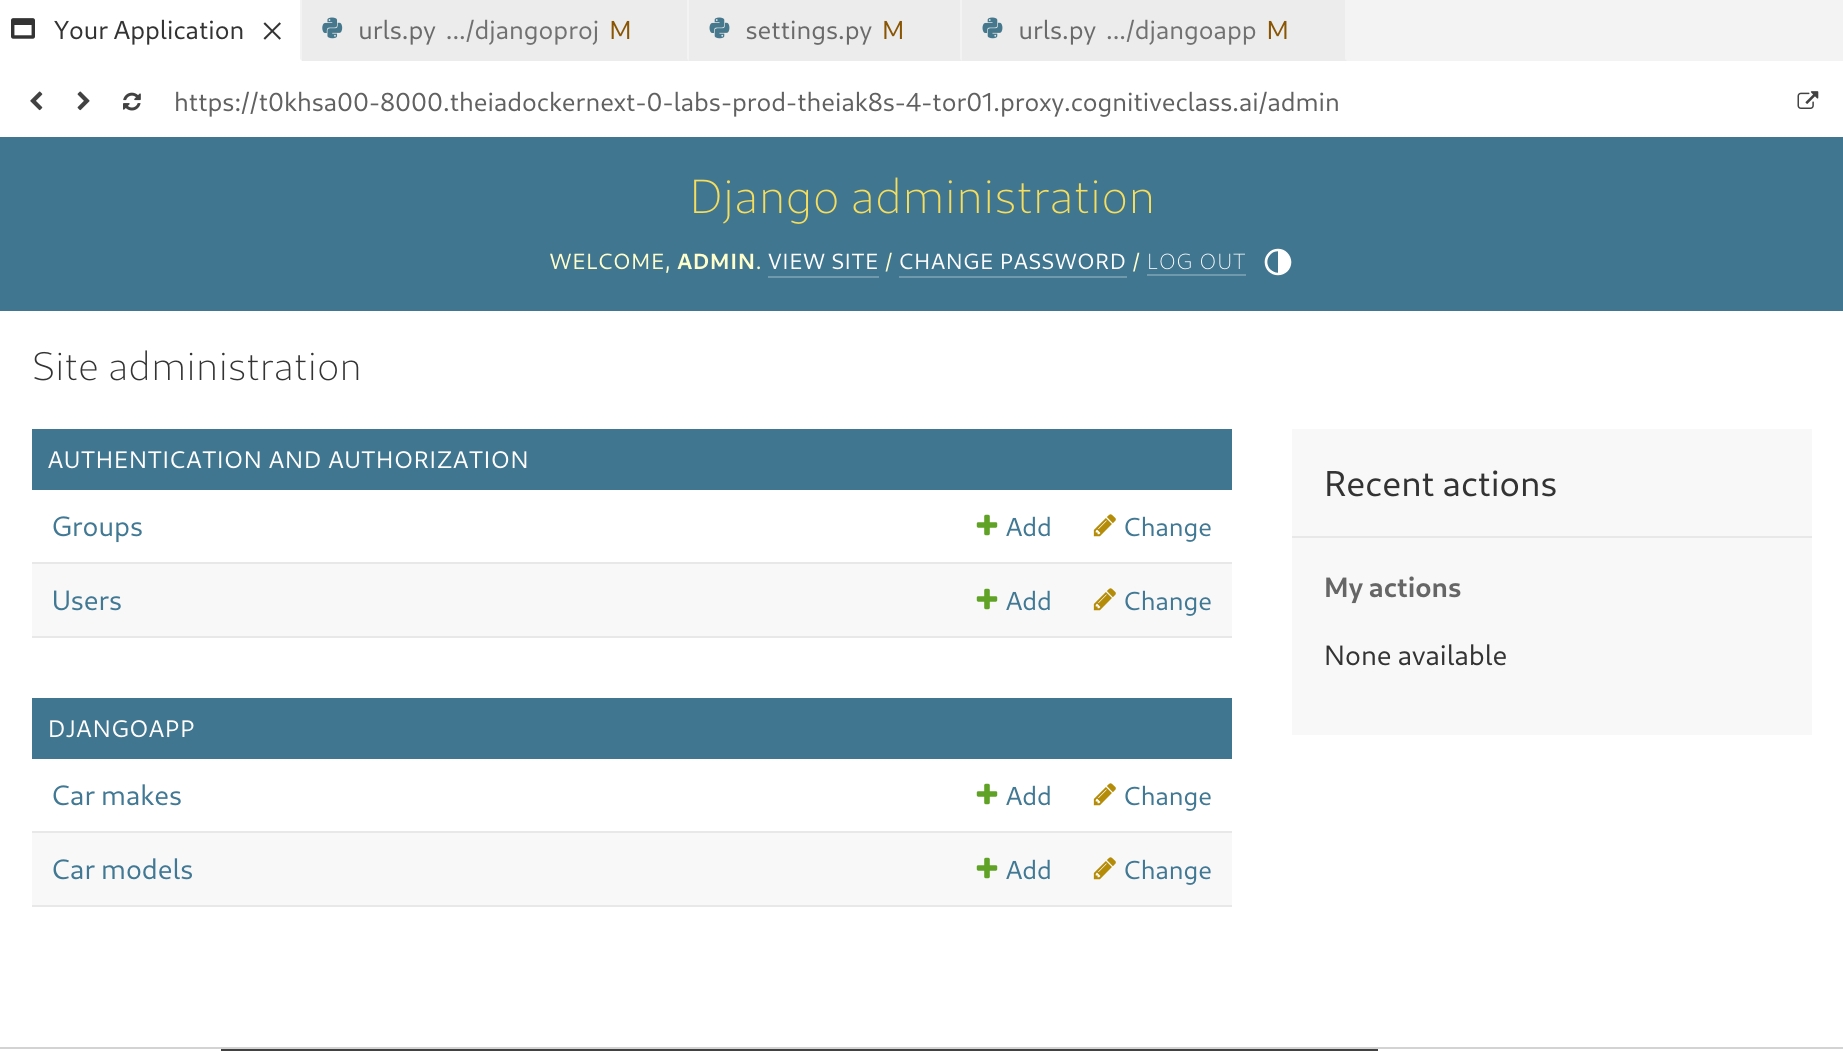 Your Application urls.py .../djangoproj M settings.py M urls.py .../djangoapp M
https://t0khsa00-8000.theiadockernext-0-labs-prod-theiak8s-4-tor01.proxy.cognitiveclass.ai/admin
Django administration
WELCOME, ADMIN. VIEW SITE / CHANGE PASSWORD / LOG OUT
Site administration
AUTHENTICATION AND AUTHORIZATION
Groups Add Change
Users Add Change
DJANGOAPP
Car makes Add Change
Car models Add Change
Recent actions
My actions
None available